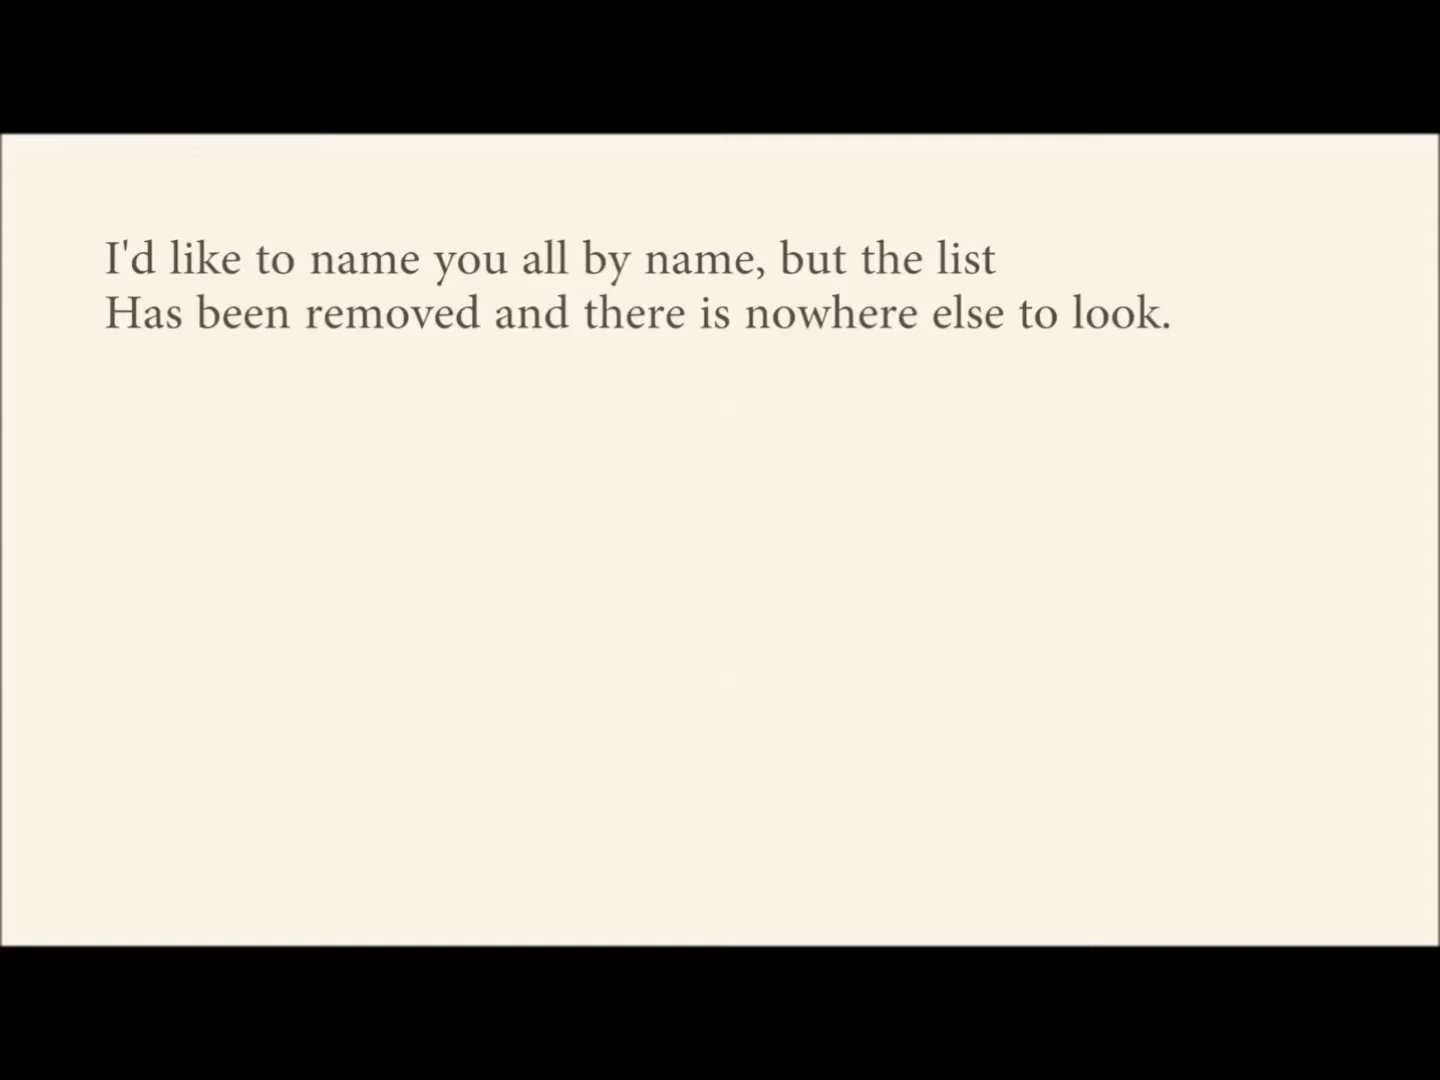 I'd like to name you all by name, but the list
Has been removed and there is nowhere else to look.